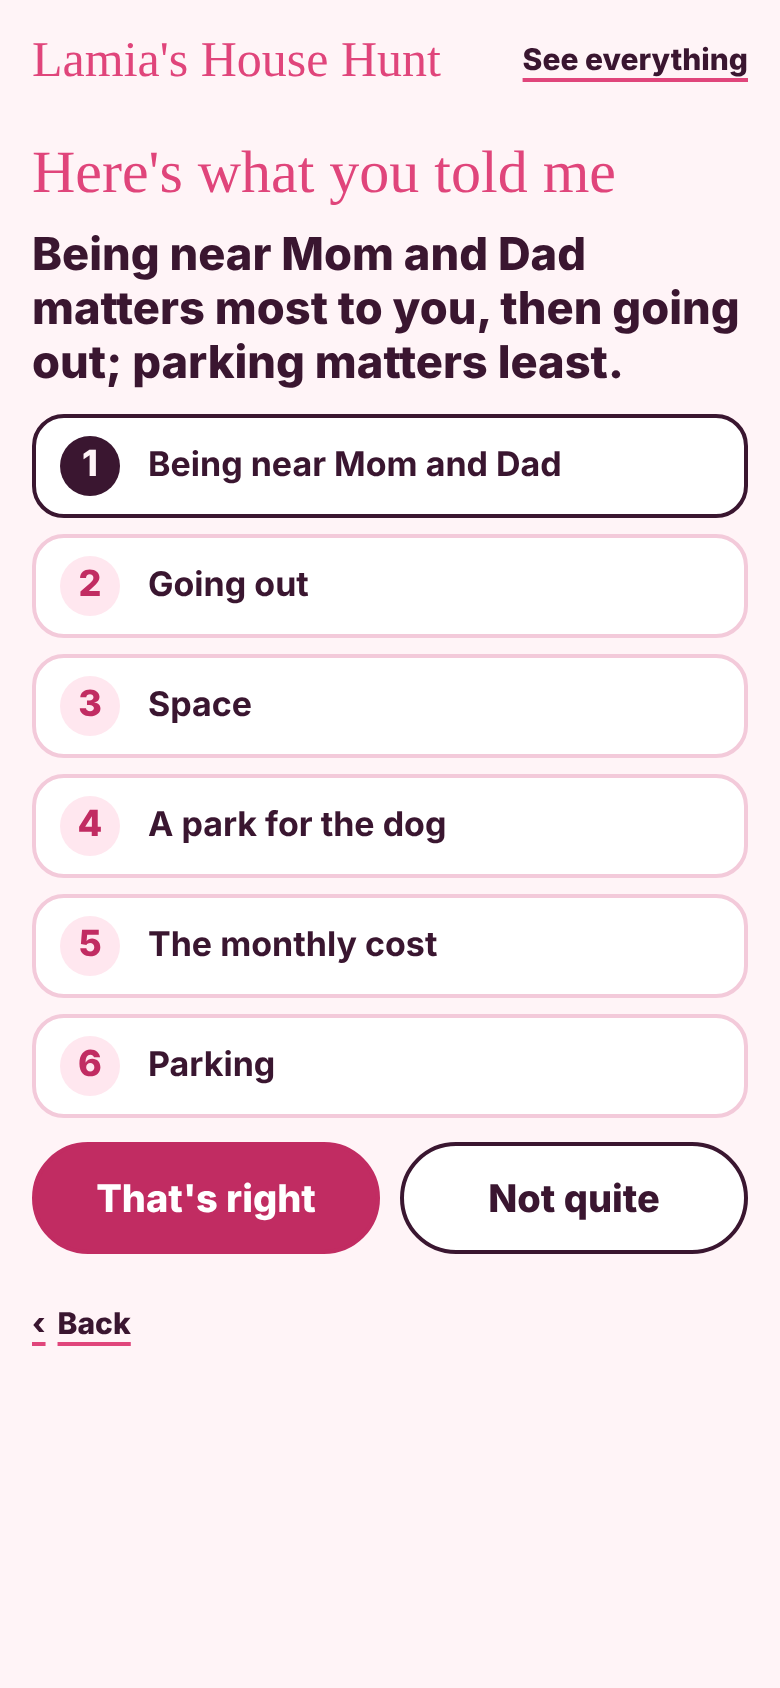 Lamia's House Hunt
See everything
Here's what you told me
Being near Mom and Dad
matters most to you, then going
out; parking matters least.
1 Being near Mom and Dad
2 Going out
3 Space
4 A park for the dog
5 The monthly cost
6 Parking
That's right
Not quite
‹ Back